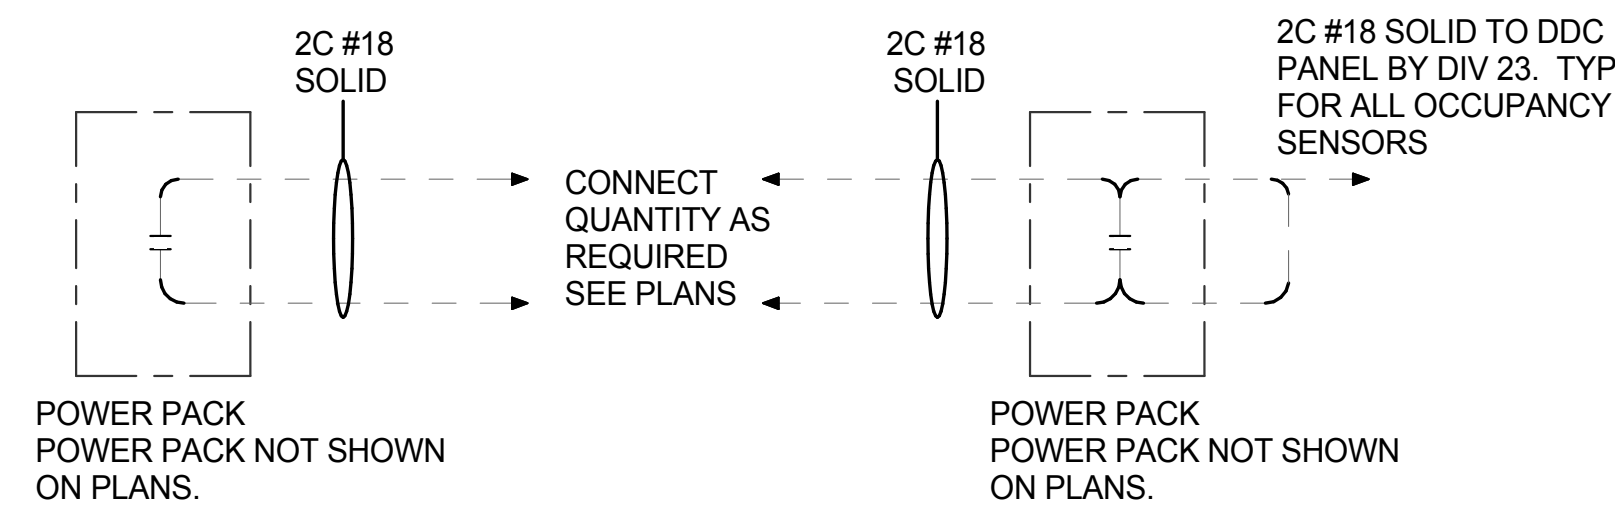 2C #18
SOLID
2C #18
SOLID
2C #18 SOLID TO DDC
PANEL BY DIV 23. TYP
FOR ALL OCCUPANCY
SENSORS
CONNECT
QUANTITY AS
REQUIRED
SEE PLANS
POWER PACK
POWER PACK NOT SHOWN
ON PLANS.
POWER PACK
POWER PACK NOT SHOWN
ON PLANS.